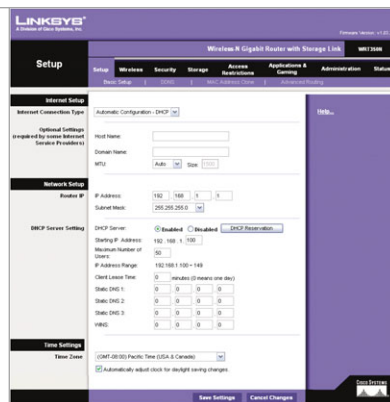 LINKSYS®
A Division of Cisco Systems, Inc.
Firmware Version: v1.02
Wireless-N Gigabit Router with Storage Link WRT350N
Setup
Setup Wireless Security Storage Access Restrictions Applications & Gaming Administration Status
Basic Setup | DDNS | MAC Address Clone | Advanced Routing
Internet Setup
Internet Connection Type
Automatic Configuration - DHCP
Help...
Optional Settings
(required by some Internet
Service Providers)
Host Name:
Domain Name:
MTU: Auto Size: 1500
Network Setup
Router IP
IP Address: 192 . 168 . 1 . 1
Subnet Mask: 255.255.255.0
DHCP Server Setting
DHCP Server: Enabled Disabled DHCP Reservation
Starting IP Address: 192 . 168 . 1. 100
Maximum Number of
Users: 50
IP Address Range: 192.168.1.100 ~ 149
Client Lease Time: 0 minutes (0 means one day)
Static DNS 1: 0 . 0 . 0 . 0
Static DNS 2: 0 . 0 . 0 . 0
Static DNS 3: 0 . 0 . 0 . 0
WINS: 0 . 0 . 0 . 0
Time Settings
Time Zone
(GMT-08:00) Pacific Time (USA & Canada)
Automatically adjust clock for daylight saving changes
Save Settings Cancel Changes
CISCO SYSTEMS